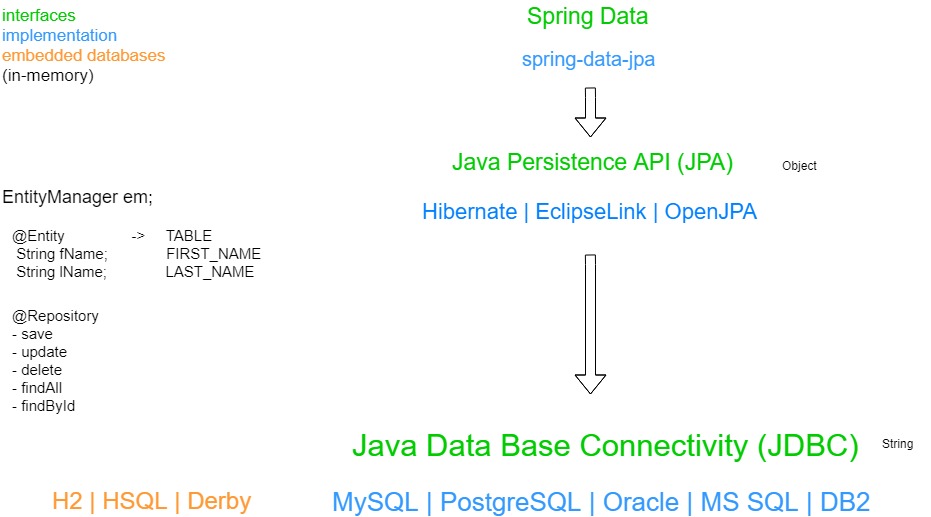 interfaces
implementation
embedded databases
(in-memory)
Spring Data
spring-data-jpa
Java Persistence API (JPA)
Object
Hibernate | EclipseLink | OpenJPA
EntityManager em;
@Entity -> TABLE
String fName; FIRST_NAME
String lName; LAST_NAME
@Repository
- save
- update
- delete
- findAll
- findById
Java Data Base Connectivity (JDBC)
String
H2 | HSQL | Derby
MySQL | PostgreSQL | Oracle | MS SQL | DB2